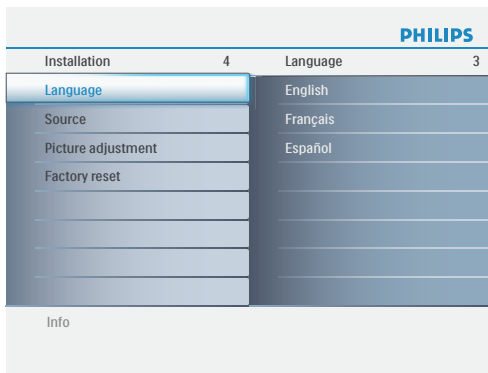 PHILIPS
Installation 4 Language 3
Language English
Source Français
Picture adjustment Español
Factory reset
Info